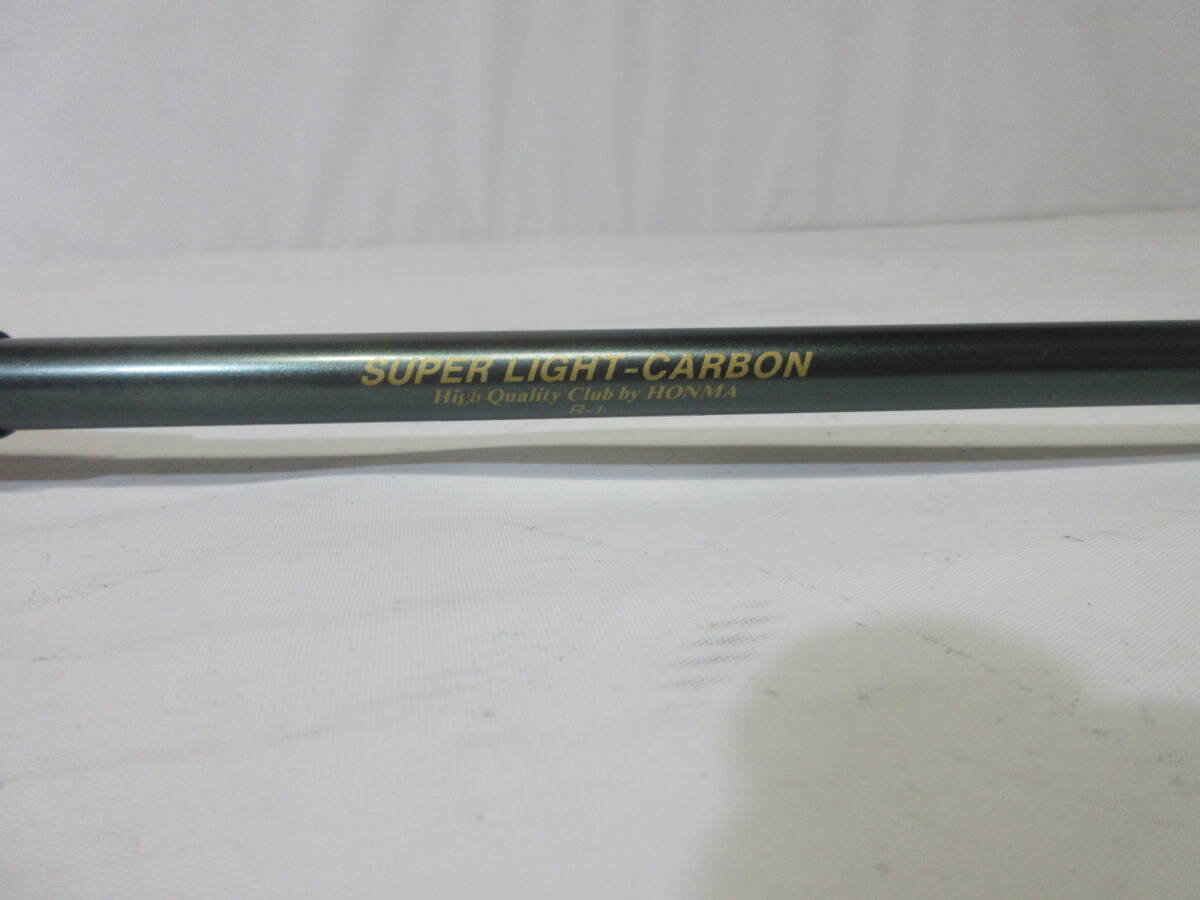 SUPER LIGHT-CARBON
High Quality Club by HONMA
R-1